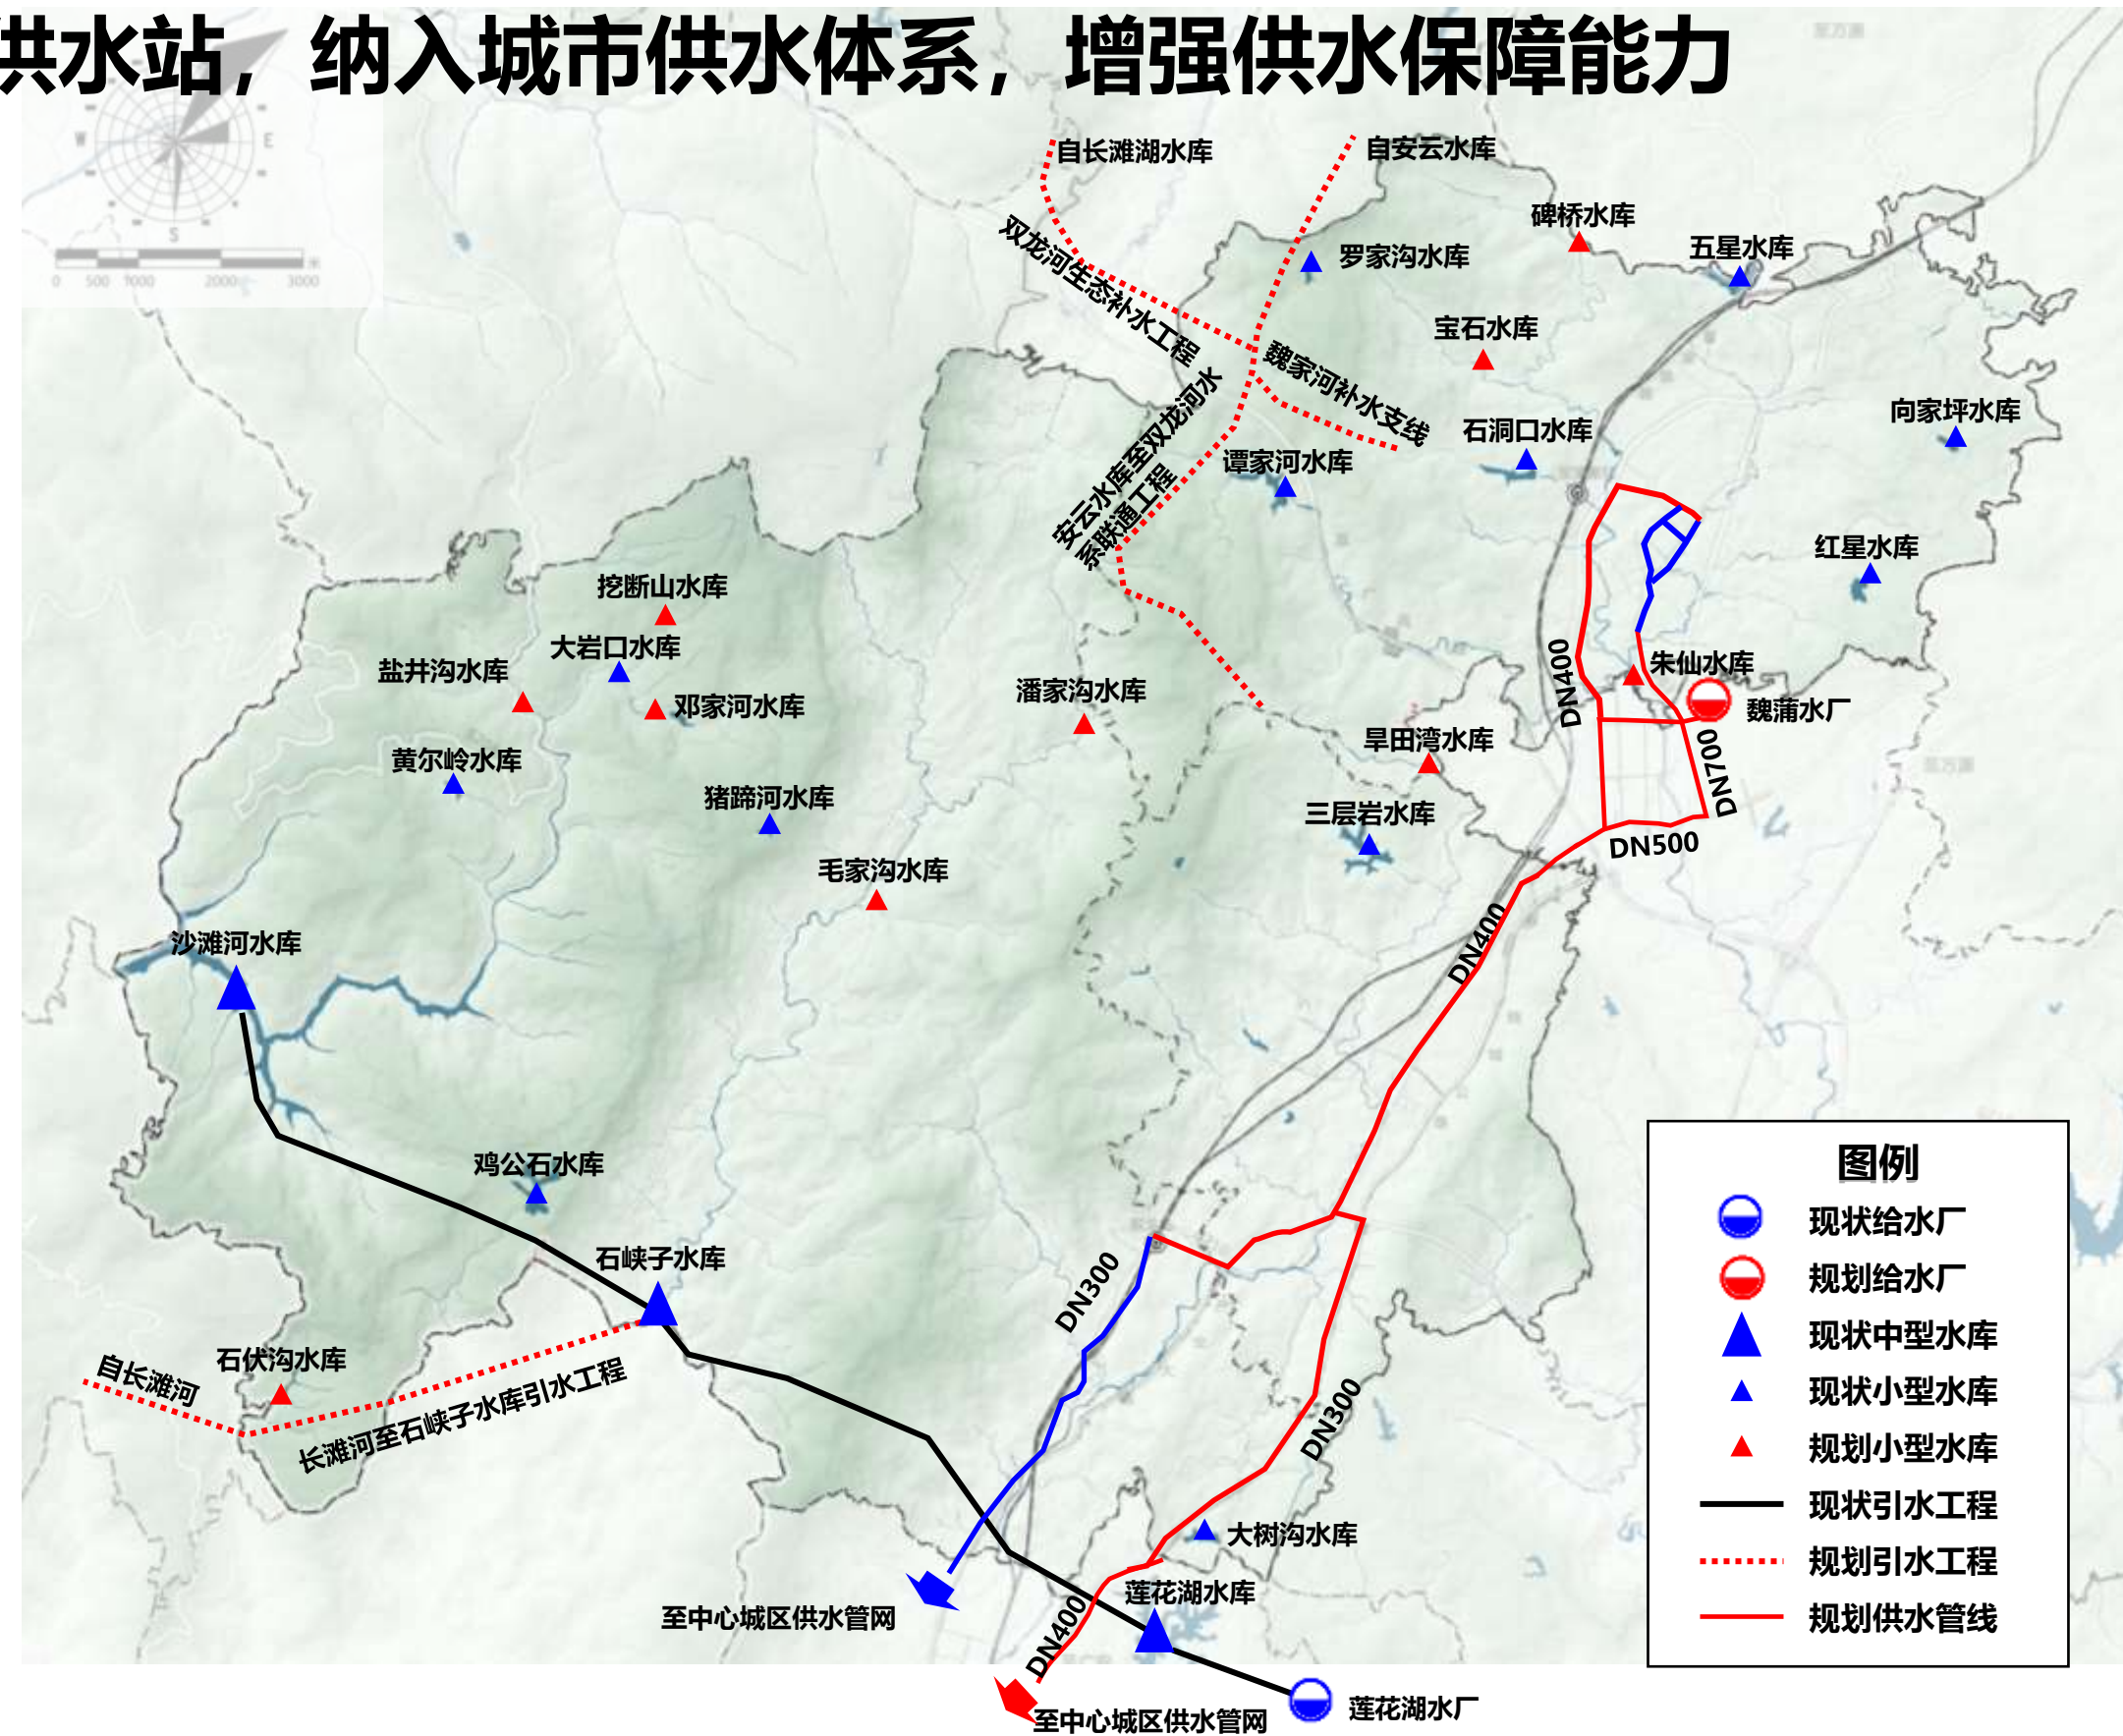 供水站，纳入城市供水体系，增强供水保障能力
W
E
S
0 500 1000 2000 3000
自长滩湖水库
自安云水库
碑桥水库
五星水库
罗家沟水库
双龙河生态补水工程
宝石水库
魏家河补水支线
向家坪水库
石洞口水库
安云水库至双龙河水
系联通工程
谭家河水库
红星水库
挖断山水库
大岩口水库
盐井沟水库
邓家河水库
潘家沟水库
DN400
朱仙水库
魏蒲水厂
旱田湾水库
黄尔岭水库
DN700
猪蹄河水库
三层岩水库
DN500
毛家沟水库
沙滩河水库
DN400
鸡公石水库
石峡子水库
DN300
石伏沟水库
自长滩河
长滩河至石峡子水库引水工程
DN300
大树沟水库
莲花湖水库
至中心城区供水管网
DN400
莲花湖水厂
至中心城区供水管网
图例
现状给水厂
规划给水厂
现状中型水库
现状小型水库
规划小型水库
现状引水工程
规划引水工程
规划供水管线